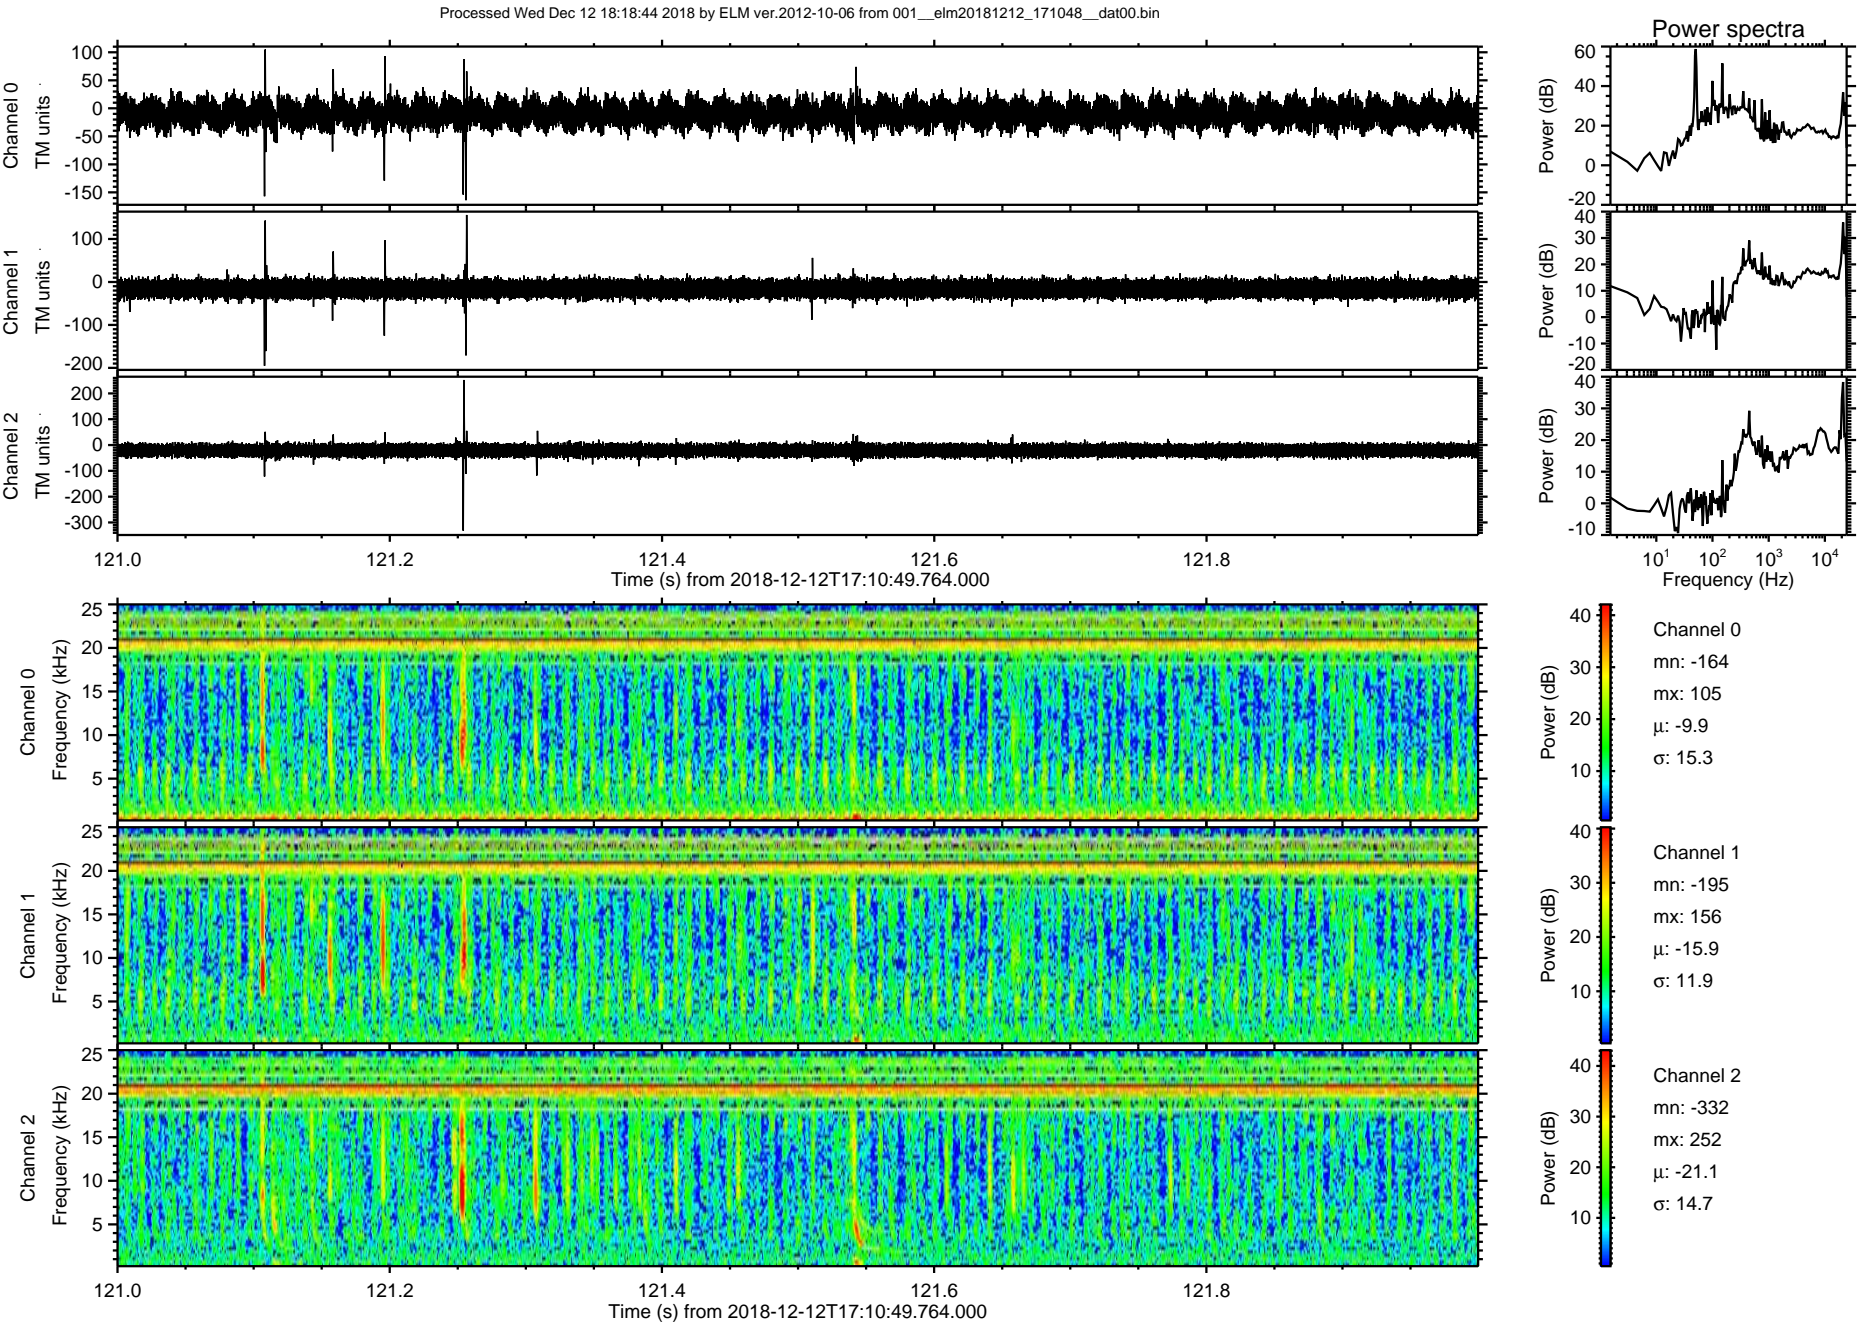 Processed Wed Dec 12 18:18:44 2018 by ELM ver.2012-10-06 from 001__elm20181212_171048__dat00.bin
Power spectra
Channel 0
TM units
100
50
0
-50
-100
-150
Power (dB)
60
40
20
0
-20
Channel 1
TM units
100
0
-100
-200
Power (dB)
40
30
20
10
0
-10
-20
Channel 2
TM units
200
100
0
-100
-200
-300
Power (dB)
40
30
20
10
0
-10
121.0
121.2
121.4
121.6
121.8
Time (s) from 2018-12-12T17:10:49.764.000
10¹
10²
10³
10⁴
Frequency (Hz)
Channel 0
Frequency (kHz)
25
20
15
10
5
Power (dB)
40
30
20
10
Channel 0
mn: -164
mx: 105
μ: -9.9
σ: 15.3
Channel 1
Frequency (kHz)
25
20
15
10
5
Power (dB)
40
30
20
10
Channel 1
mn: -195
mx: 156
μ: -15.9
σ: 11.9
Channel 2
Frequency (kHz)
25
20
15
10
5
Power (dB)
40
30
20
10
Channel 2
mn: -332
mx: 252
μ: -21.1
σ: 14.7
121.0
121.2
121.4
121.6
121.8
Time (s) from 2018-12-12T17:10:49.764.000